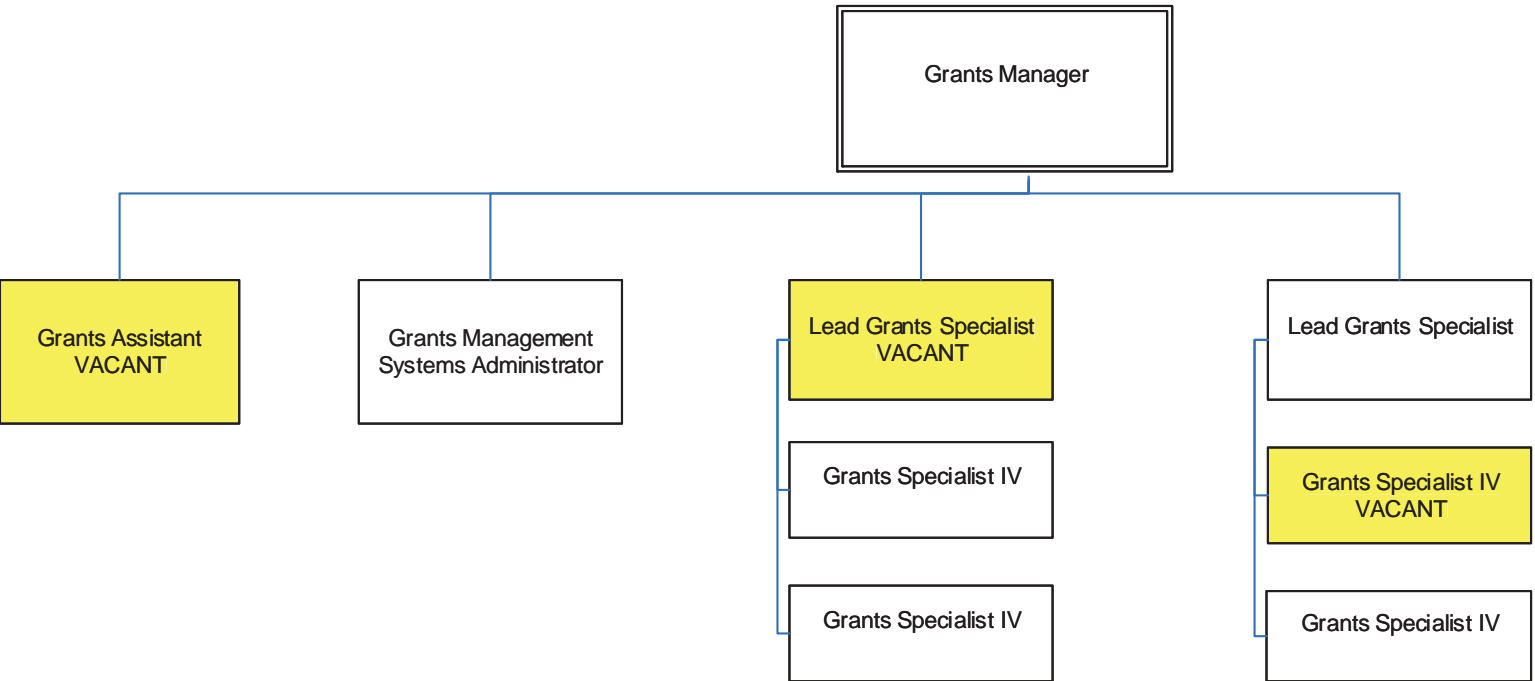 Grants Manager
Grants Assistant
VACANT
Grants Management
Systems Administrator
Lead Grants Specialist
VACANT
Lead Grants Specialist
Grants Specialist IV
Grants Specialist IV
VACANT
Grants Specialist IV
Grants Specialist IV